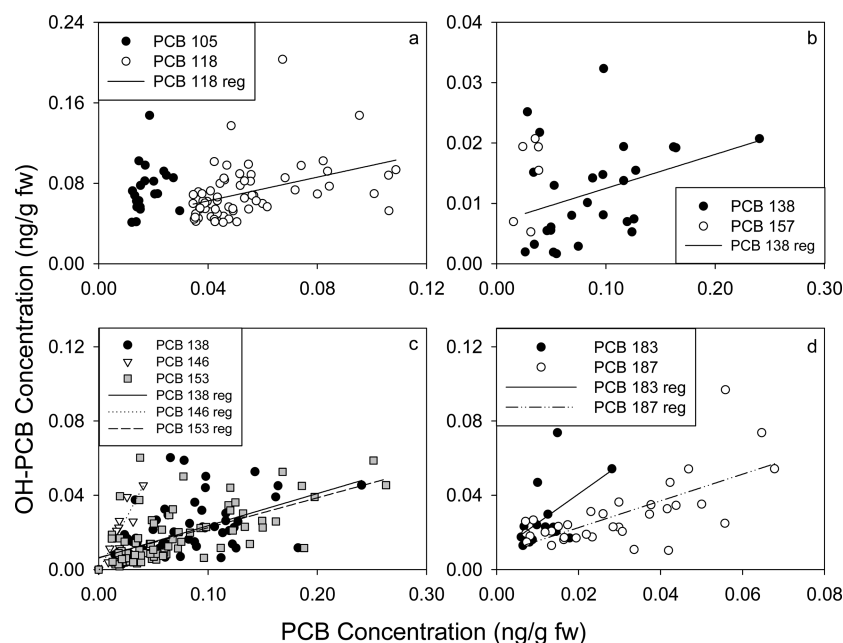 OH-PCB Concentration (ng/g fw)
0.24
0.16
0.08
0.00
0.00
0.04
0.08
0.12
PCB 105
PCB 118
PCB 118 reg
a
0.04
0.03
0.02
0.01
0.00
0.00
0.10
0.20
0.30
b
PCB 138
PCB 157
PCB 138 reg
0.12
0.08
0.04
0.00
0.00
0.10
0.20
0.30
PCB 138
PCB 146
PCB 153
PCB 138 reg
PCB 146 reg
PCB 153 reg
c
0.12
0.08
0.04
0.00
0.00
0.02
0.04
0.06
0.08
PCB 183
PCB 187
PCB 183 reg
PCB 187 reg
d
PCB Concentration (ng/g fw)